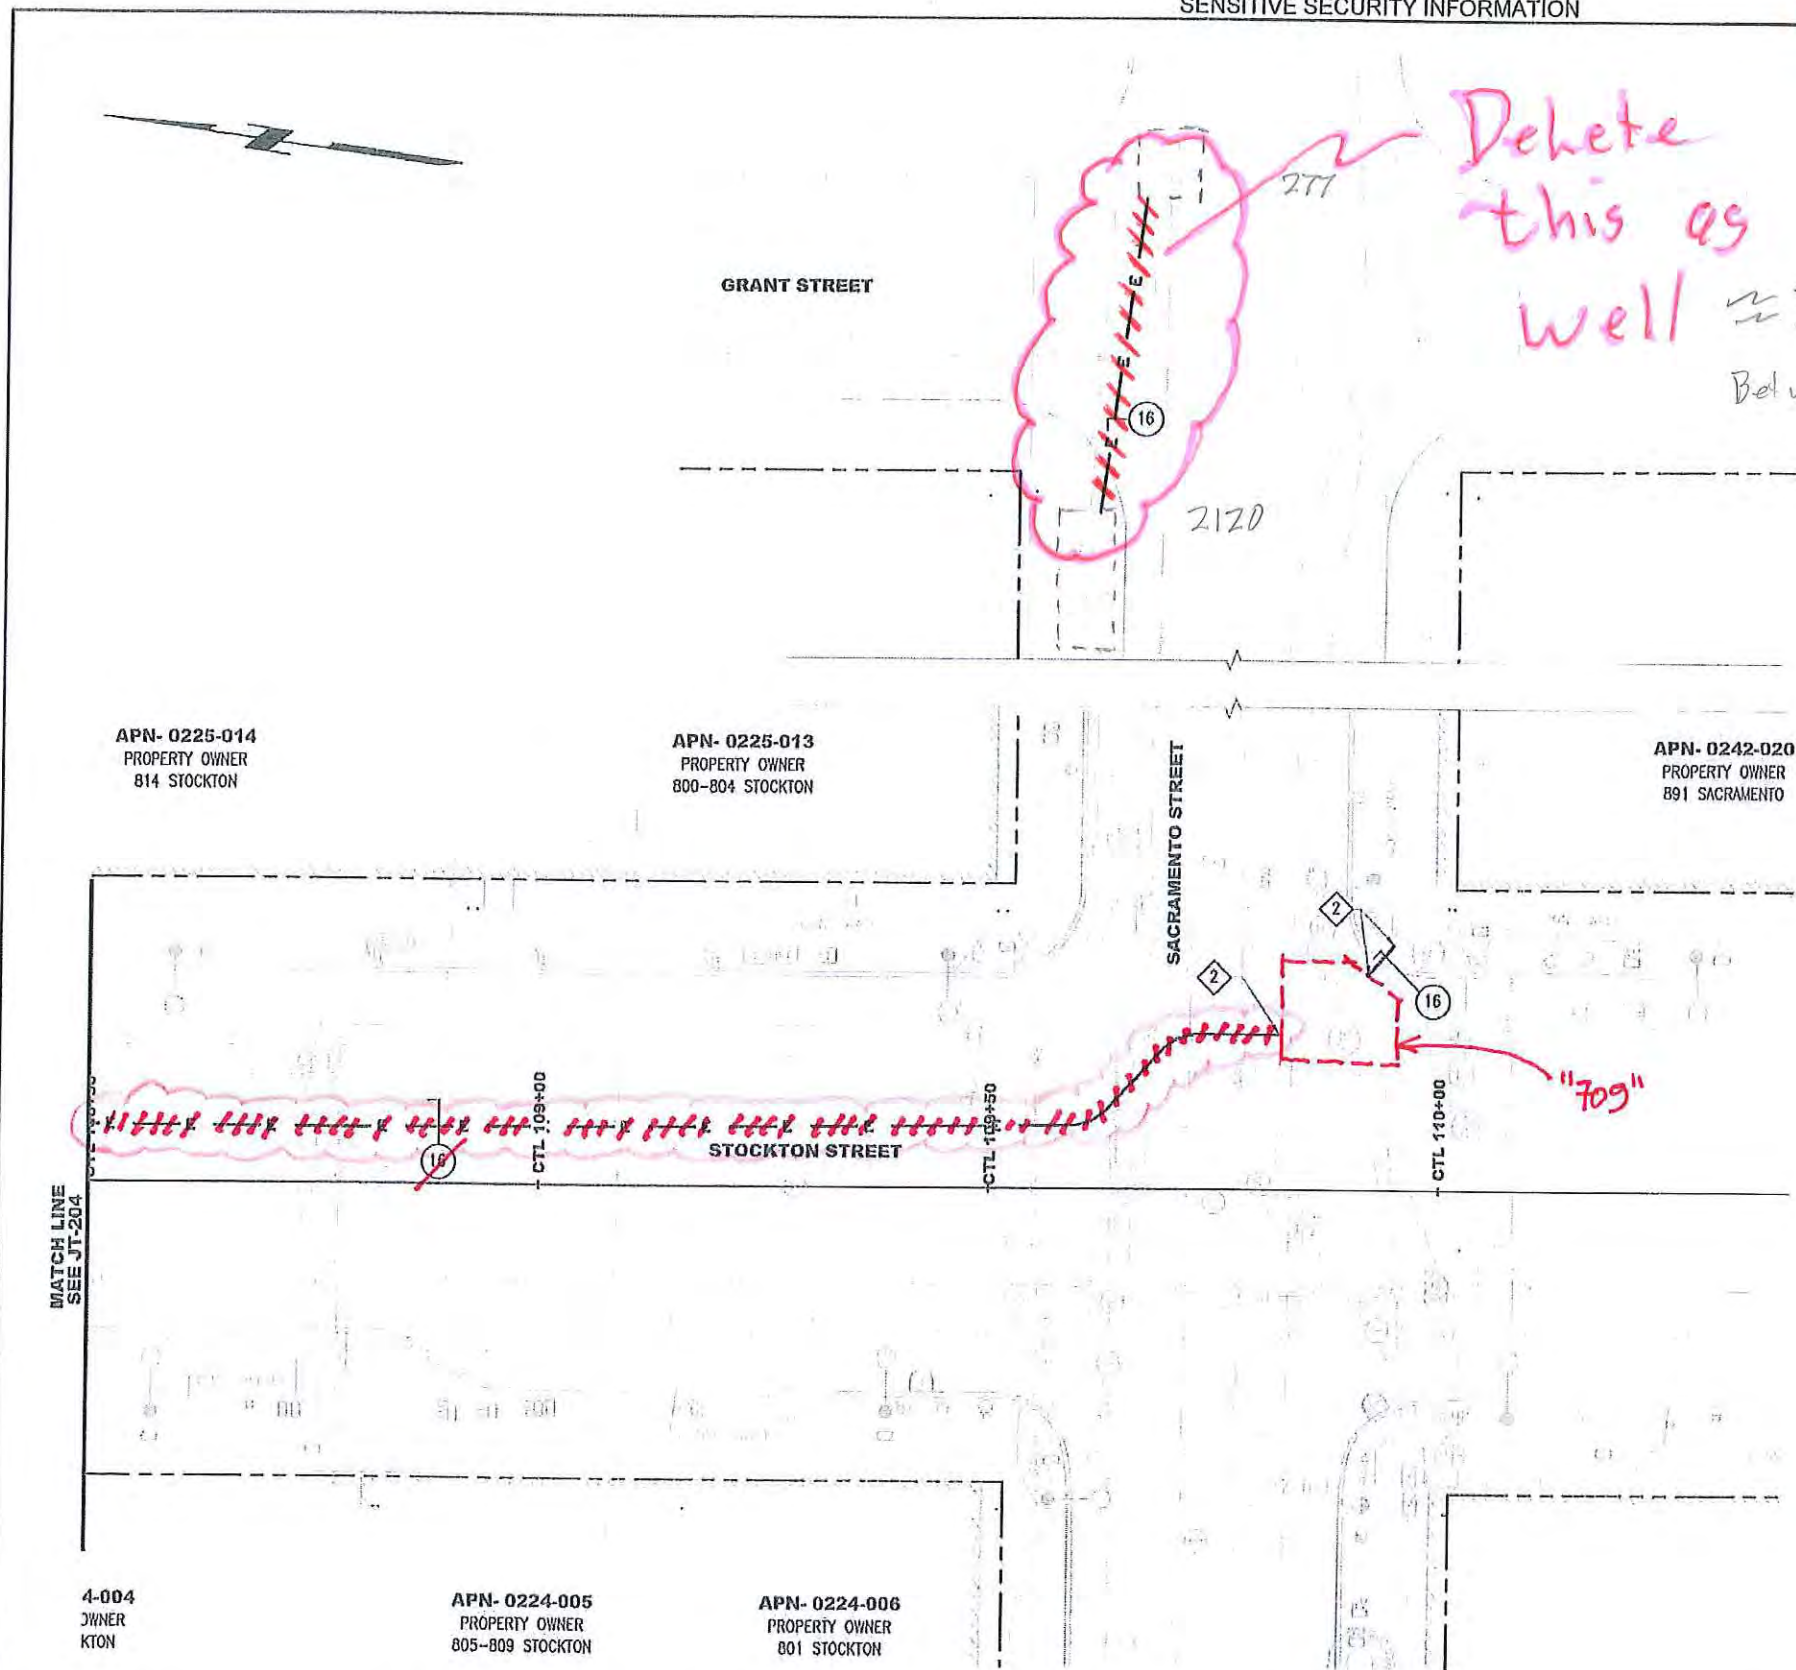 SENSITIVE SECURITY INFORMATION
Delete
this as
well ≈
277
GRANT STREET
E
E
E
16
2120
APN- 0225-014
PROPERTY OWNER
814 STOCKTON
APN- 0225-013
PROPERTY OWNER
800-804 STOCKTON
SACRAMENTO STREET
APN- 0242-020
PROPERTY OWNER
891 SACRAMENTO
2
2
16
"709"
CTL 109+00
CTL 109+50
CTL 110+00
STOCKTON STREET
16
MATCH LINE
SEE JT-204
4-004
OWNER
KTON
APN- 0224-005
PROPERTY OWNER
805-809 STOCKTON
APN- 0224-006
PROPERTY OWNER
801 STOCKTON